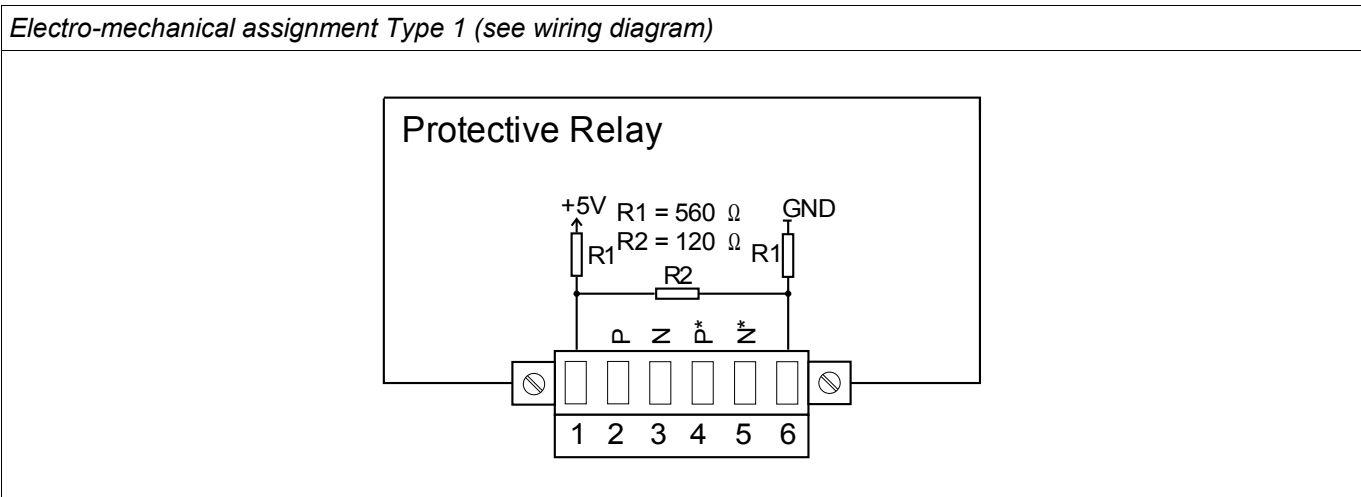 Electro-mechanical assignment Type 1 (see wiring diagram)
Protective Relay
+5V R1 = 560 Ω GND
R1 R2 = 120 Ω R1
R2
P N P* N*
1 2 3 4 5 6